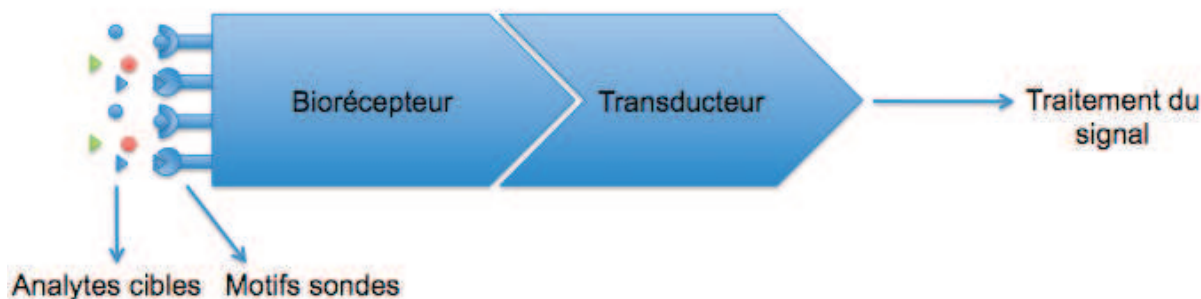 Biorécepteur
Transducteur
Traitement du
signal
Analytes cibles
Motifs sondes